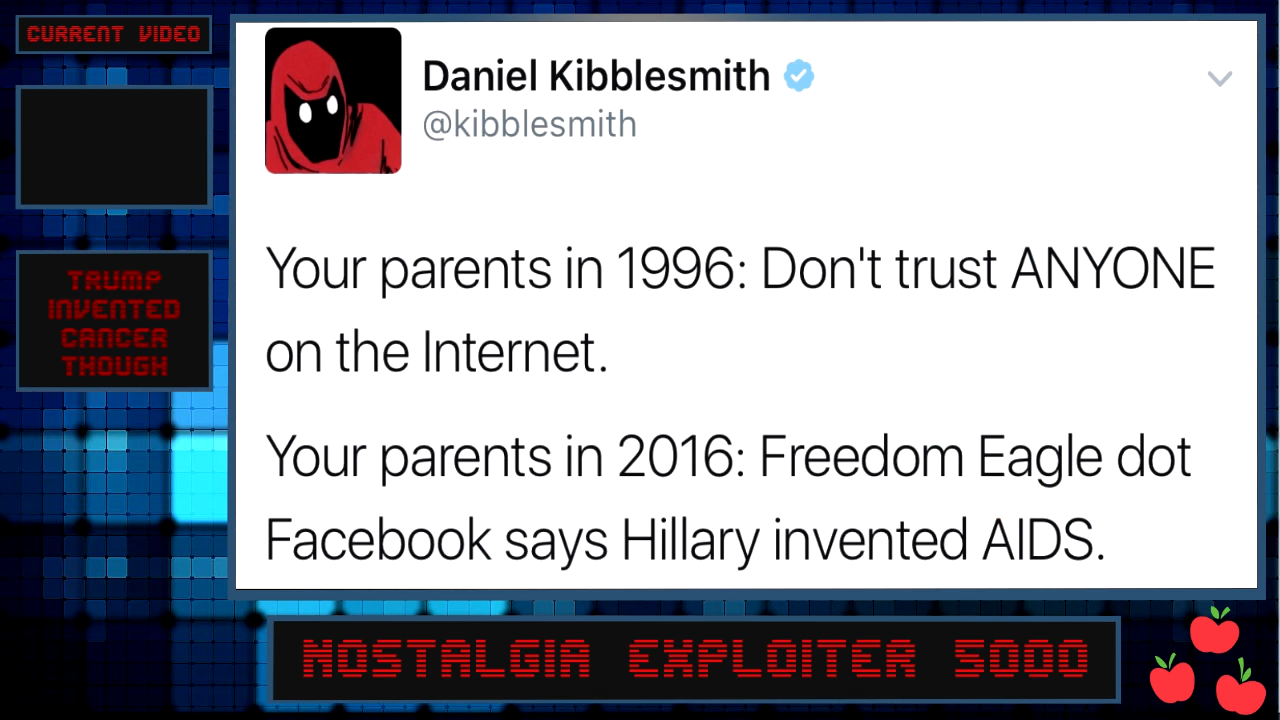 CURRENT VIDEO
TRUMP
INVENTED
CANCER
THOUGH
Daniel Kibblesmith
@kibblesmith
Your parents in 1996: Don't trust ANYONE
on the Internet.
Your parents in 2016: Freedom Eagle dot
Facebook says Hillary invented AIDS.
NOSTALGIA EXPLOITER 5000